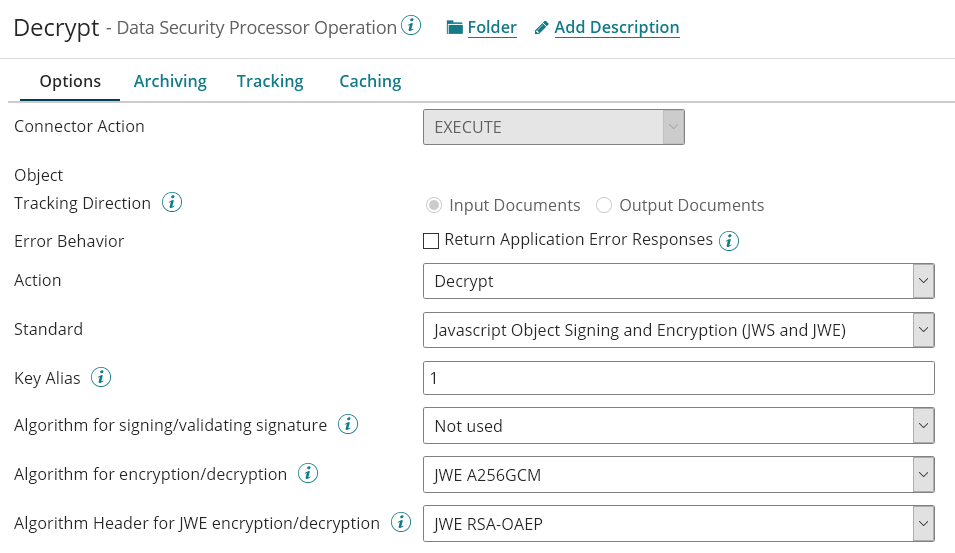 Decrypt - Data Security Processor Operation i Folder Add Description
Options Archiving Tracking Caching
Connector Action EXECUTE
Object
Tracking Direction i Input Documents Output Documents
Error Behavior Return Application Error Responses i
Action Decrypt
Standard Javascript Object Signing and Encryption (JWS and JWE)
Key Alias i 1
Algorithm for signing/validating signature i Not used
Algorithm for encryption/decryption i JWE A256GCM
Algorithm Header for JWE encryption/decryption i JWE RSA-OAEP